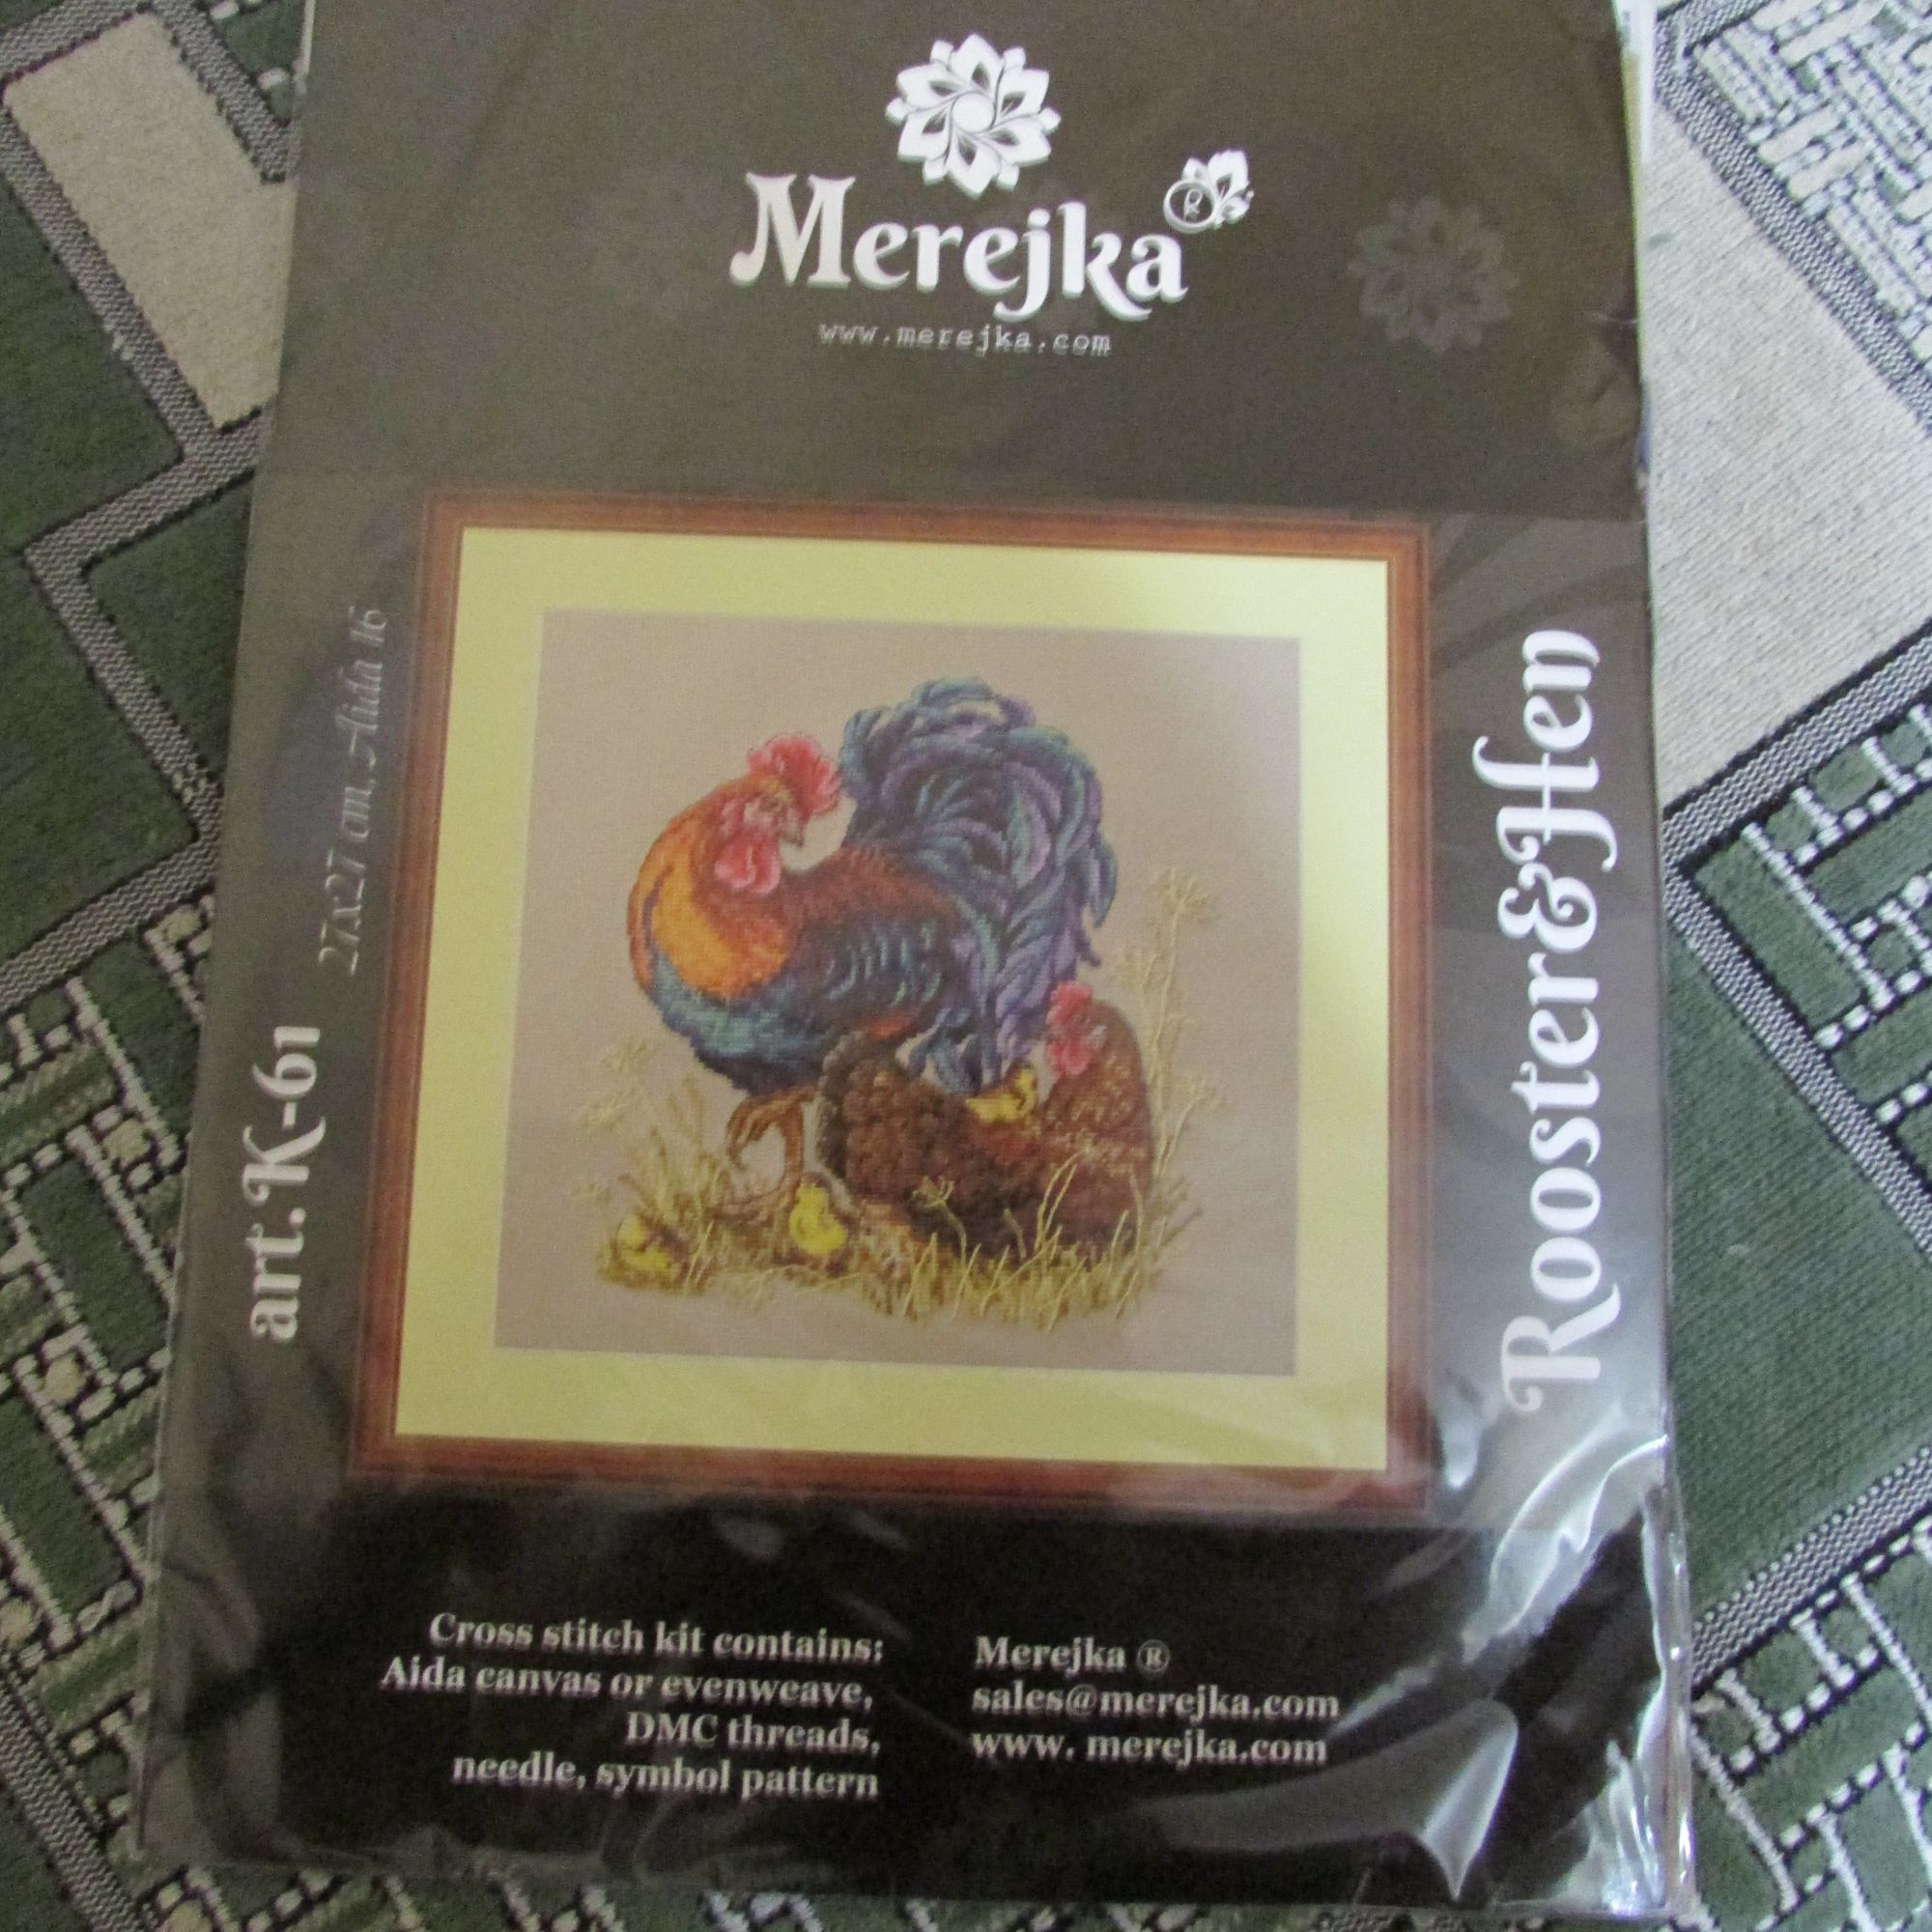 Merejka ®
www.merejka.com
27x27 cm, Aida 16
art.K-61
Rooster&Hen
Cross stitch kit contains:
Aida canvas or evenweave,
DMC threads,
needle, symbol pattern
Merejka ®
sales@merejka.com
www. merejka.com